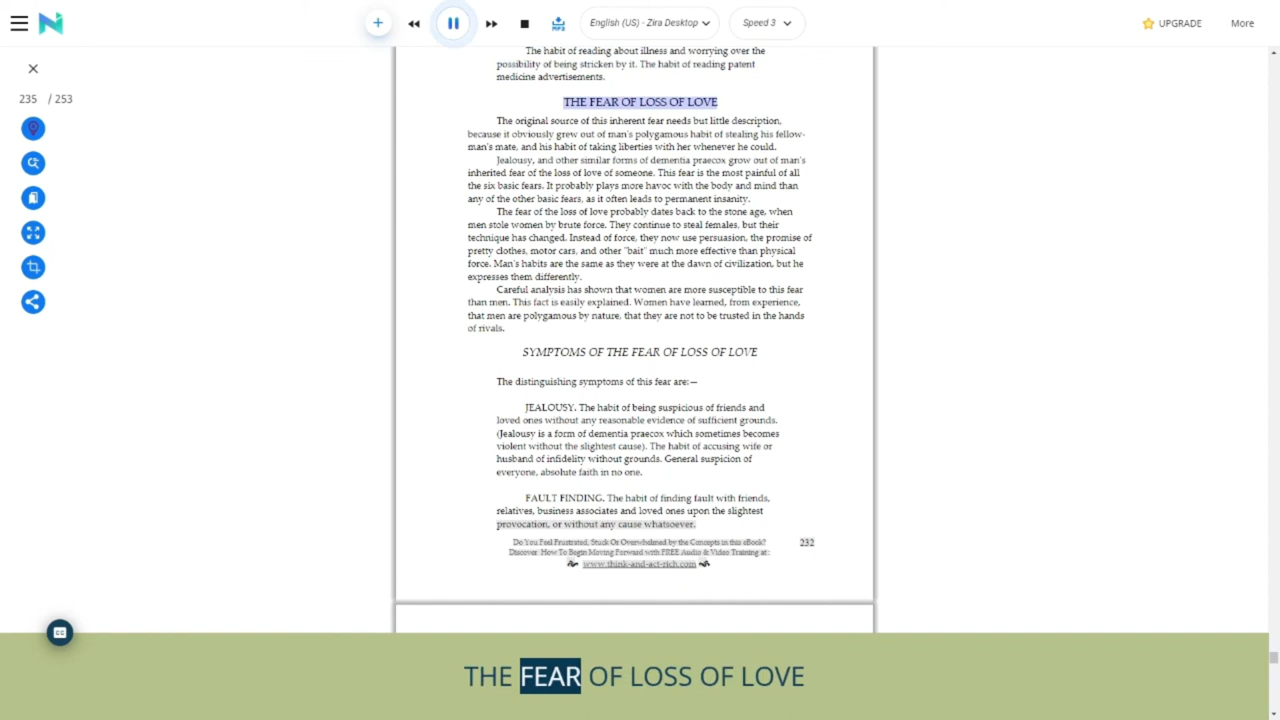 English (US) - Zira Desktop
Speed 3
UPGRADE
More
MP3
235 / 253
The habit of reading about illness and worrying over the
possibility of being stricken by it. The habit of reading patent
medicine advertisements.
THE FEAR OF LOSS OF LOVE
The original source of this inherent fear needs but little description,
because it obviously grew out of man's polygamous habit of stealing his fellow-
man's mate, and his habit of taking liberties with her whenever he could.
Jealousy, and other similar forms of dementia praecox grow out of man's
inherited fear of the loss of love of someone. This fear is the most painful of all
the six basic fears. It probably plays more havoc with the body and mind than
any of the other basic fears, as it often leads to permanent insanity.
The fear of the loss of love probably dates back to the stone age, when
men stole women by brute force. They continue to steal females, but their
technique has changed. Instead of force, they now use persuasion, the promise of
pretty clothes, motor cars, and other "bait" much more effective than physical
force. Man's habits are the same as they were at the dawn of civilization, but he
expresses them differently.
Careful analysis has shown that women are more susceptible to this fear
than men. This fact is easily explained. Women have learned, from experience,
that men are polygamous by nature, that they are not to be trusted in the hands
of rivals.
SYMPTOMS OF THE FEAR OF LOSS OF LOVE
The distinguishing symptoms of this fear are:—
JEALOUSY. The habit of being suspicious of friends and
loved ones without any reasonable evidence of sufficient grounds.
(Jealousy is a form of dementia praecox which sometimes becomes
violent without the slightest cause). The habit of accusing wife or
husband of infidelity without grounds. General suspicion of
everyone, absolute faith in no one.
FAULT FINDING. The habit of finding fault with friends,
relatives, business associates and loved ones upon the slightest
provocation, or without any cause whatsoever.
Do You Feel Frustrated, Stuck Or Overwhelmed by the Concepts in this eBook?
232
Discover: How To Begin Moving Forward with FREE Audio & Video Training at :
www.think-and-act-rich.com
CC
THE FEAR OF LOSS OF LOVE